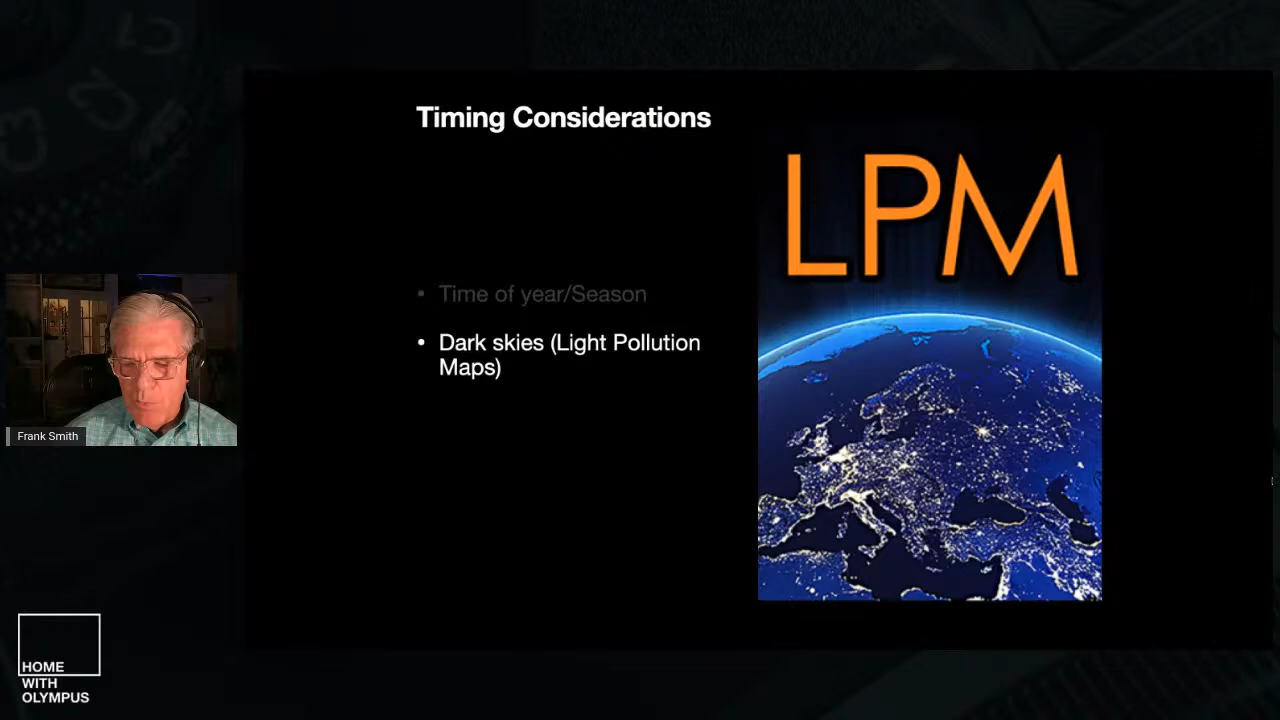 Timing Considerations
LPM
• Time of year/Season
• Dark skies (Light Pollution
Maps)
Frank Smith
HOME
WITH
OLYMPUS